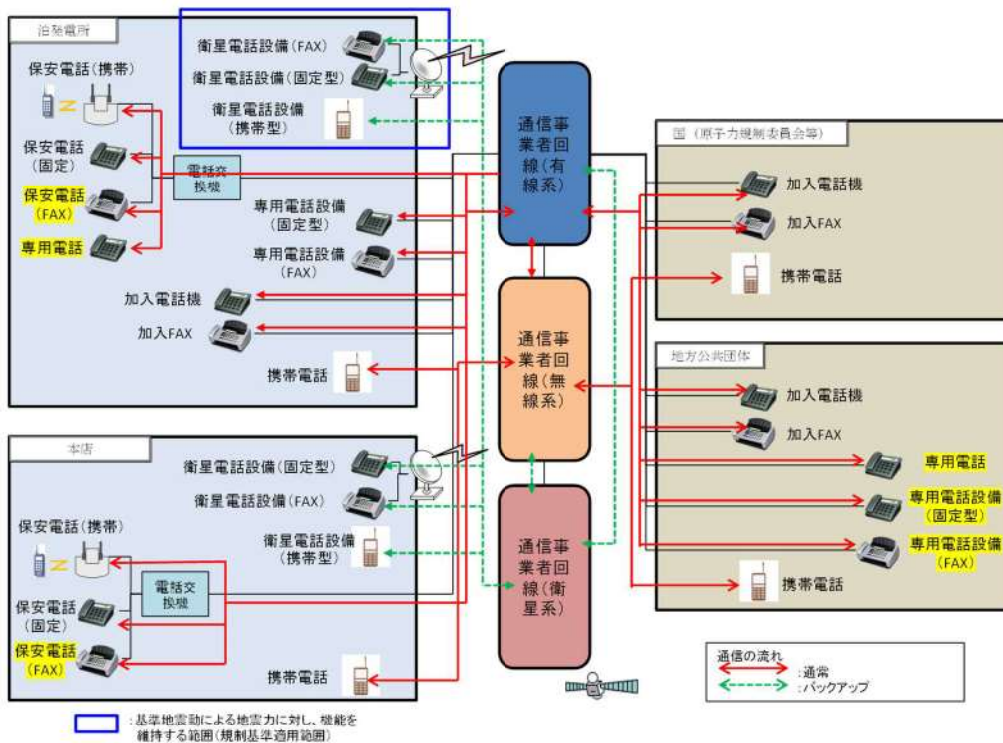 泊発電所
衛星電話設備(FAX)
衛星電話設備(固定型)
衛星電話設備
(携帯型)
保安電話(携帯)
保安電話
(固定)
保安電話
(FAX)
専用電話
電話交
換機
専用電話設備
(固定型)
専用電話設備
(FAX)
加入電話機
加入FAX
携帯電話
本店
衛星電話設備(固定型)
衛星電話設備(FAX)
衛星電話設備
(携帯型)
保安電話(携帯)
電話交
換機
保安電話
(固定)
保安電話
(FAX)
携帯電話
通信事
業者回
線(有
線系)
通信事
業者回
線(無
線系)
通信事
業者回
線(衛
星系)
国(原子力規制委員会等)
加入電話機
加入FAX
携帯電話
地方公共団体
加入電話機
加入FAX
専用電話
専用電話設備
(固定型)
専用電話設備
(FAX)
携帯電話
通信の流れ
:通常
:バックアップ
:基準地震動による地震力に対し、機能を
維持する範囲(規制基準適用範囲)